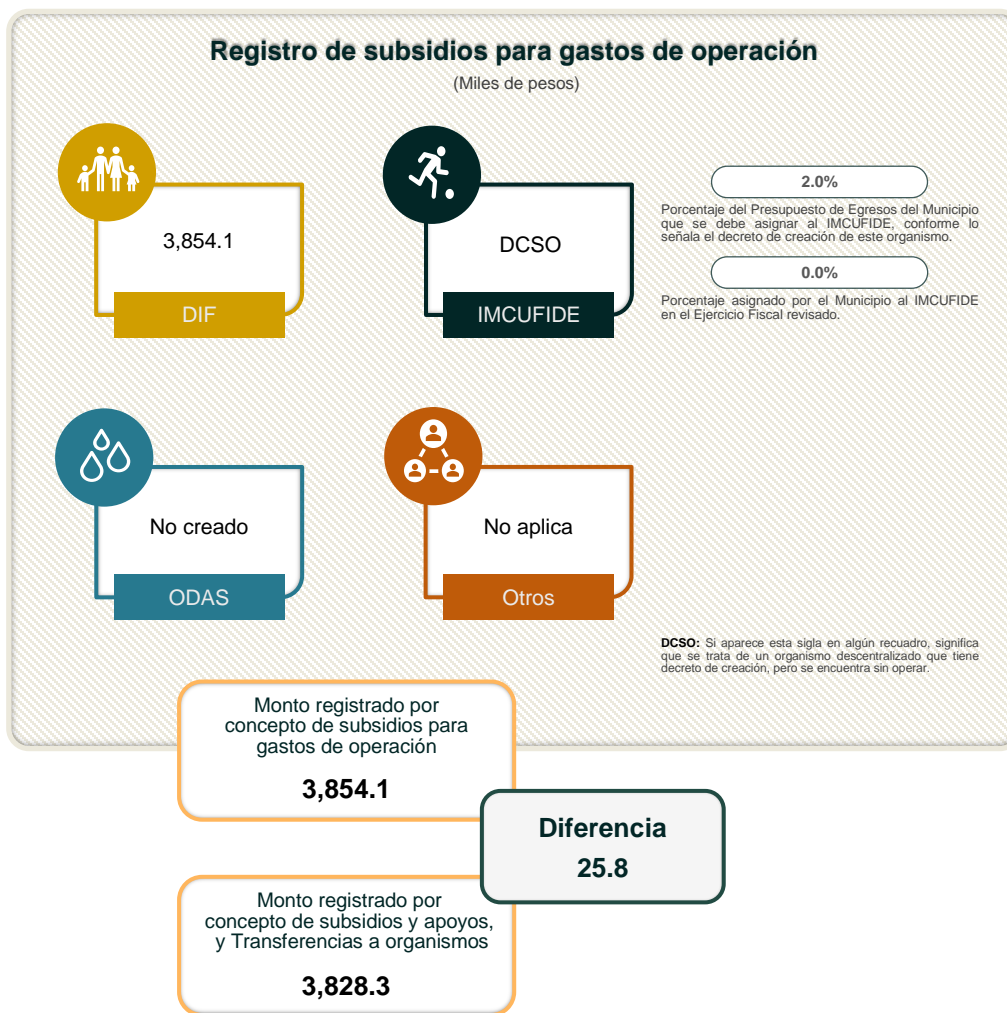 Registro de subsidios para gastos de operación
(Miles de pesos)
3,854.1
DIF
DCSO
IMCUFIDE
2.0%
Porcentaje del Presupuesto de Egresos del Municipio
que se debe asignar al IMCUFIDE, conforme lo
señala el decreto de creación de este organismo.
0.0%
Porcentaje asignado por el Municipio al IMCUFIDE
en el Ejercicio Fiscal revisado.
No creado
ODAS
No aplica
Otros
DCSO: Si aparece esta sigla en algún recuadro, significa
que se trata de un organismo descentralizado que tiene
decreto de creación, pero se encuentra sin operar.
Monto registrado por
concepto de subsidios para
gastos de operación
3,854.1
Diferencia
25.8
Monto registrado por
concepto de subsidios y apoyos,
y Transferencias a organismos
3,828.3